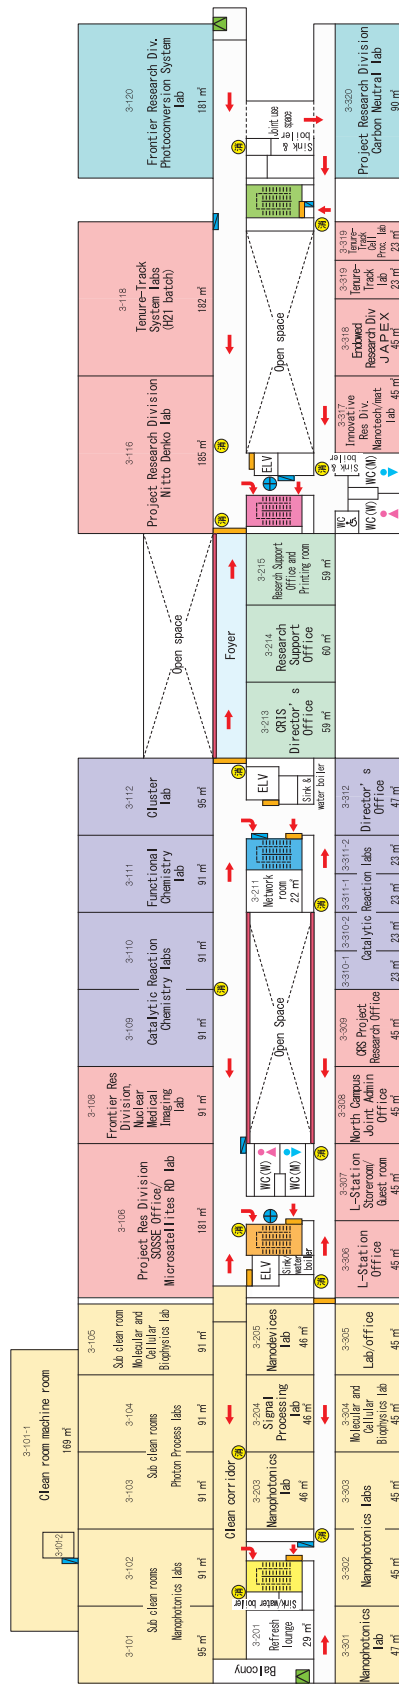 3-101-1
Clean room machine room
169 ㎡
3-101-2
3-101
Sub clean rooms
Nanophotonics labs
95 ㎡
3-102
91 ㎡
3-103
Sub clean rooms
Photon Process labs
91 ㎡
3-104
91 ㎡
3-105
Sub clean room
Molecular and
Cellular
Biophysics lab
91 ㎡
3-106
Project Res Division
SOSSE Office/
Microsatellites RD lab
181 ㎡
3-108
Frontier Res
Division,
Nuclear
Medical
Imaging
lab
91 ㎡
3-109
3-110
Catalytic Reaction
Chemistry labs
91 ㎡
91 ㎡
3-111
Functional
Chemistry
lab
91 ㎡
3-112
Cluster
lab
95 ㎡
Open space
3-116
Project Research Division
Nitto Denko lab
185 ㎡
3-118
Tenure-Track
System labs
(H21 batch)
182 ㎡
3-120
Frontier Research Div.
Photoconversion System
lab
181 ㎡
Balcony
Clean corridor
消
消
消
消
消
Foyer
消
消
消
3-201
Refresh
lounge
29 ㎡
Sink/water boiler
3-203
Nanophotonics
lab
46 ㎡
3-204
Signal
Processing
lab
46 ㎡
3-205
Nanodevices
lab
46 ㎡
ELV
Sink/
water
boiler
WC(W)
WC(M)
Open Space
3-211
Network
room
22 ㎡
ELV
Sink &
water boiler
3-213
CRIS
Director's
Office
59 ㎡
3-214
Research
Support
Office
60 ㎡
3-215
Reserch Support
Office and
Printing room
59 ㎡
ELV
Open space
Sink &
boiler
Joint use
space
消
消
消
消
消
消
3-301
Nanophotonics
lab
47 ㎡
3-302
3-303
Nanophotonics labs
45 ㎡
45 ㎡
3-304
Molecular and
Cellular
Biophysics lab
45 ㎡
3-305
Lab/office
45 ㎡
3-306
L-Station
Office
45 ㎡
3-307
L-Station
Storeroom/
Guest room
45 ㎡
3-308
North Campus
Joint Admin
Office
45 ㎡
3-309
CRS Project
Research Office
45 ㎡
3-310-1
3-310-2
3-311-1
3-311-2
Catalytic Reaction labs
23 ㎡
23 ㎡
23 ㎡
23 ㎡
3-312
Director's
Office
47 ㎡
WC
WC(W)
WC(M)
Sink &
boiler
3-317
Innovative
Res Div.
Nanotech/mat
lab
45 ㎡
3-318
Endowed
Research Div
JAPEX
45 ㎡
3-319
Tenure-
Track
lab
23 ㎡
3-319
Tenure-
Track
Cell
Proc. lab
23 ㎡
3-320
Project Research Division
Carbon Neutral lab
90 ㎡